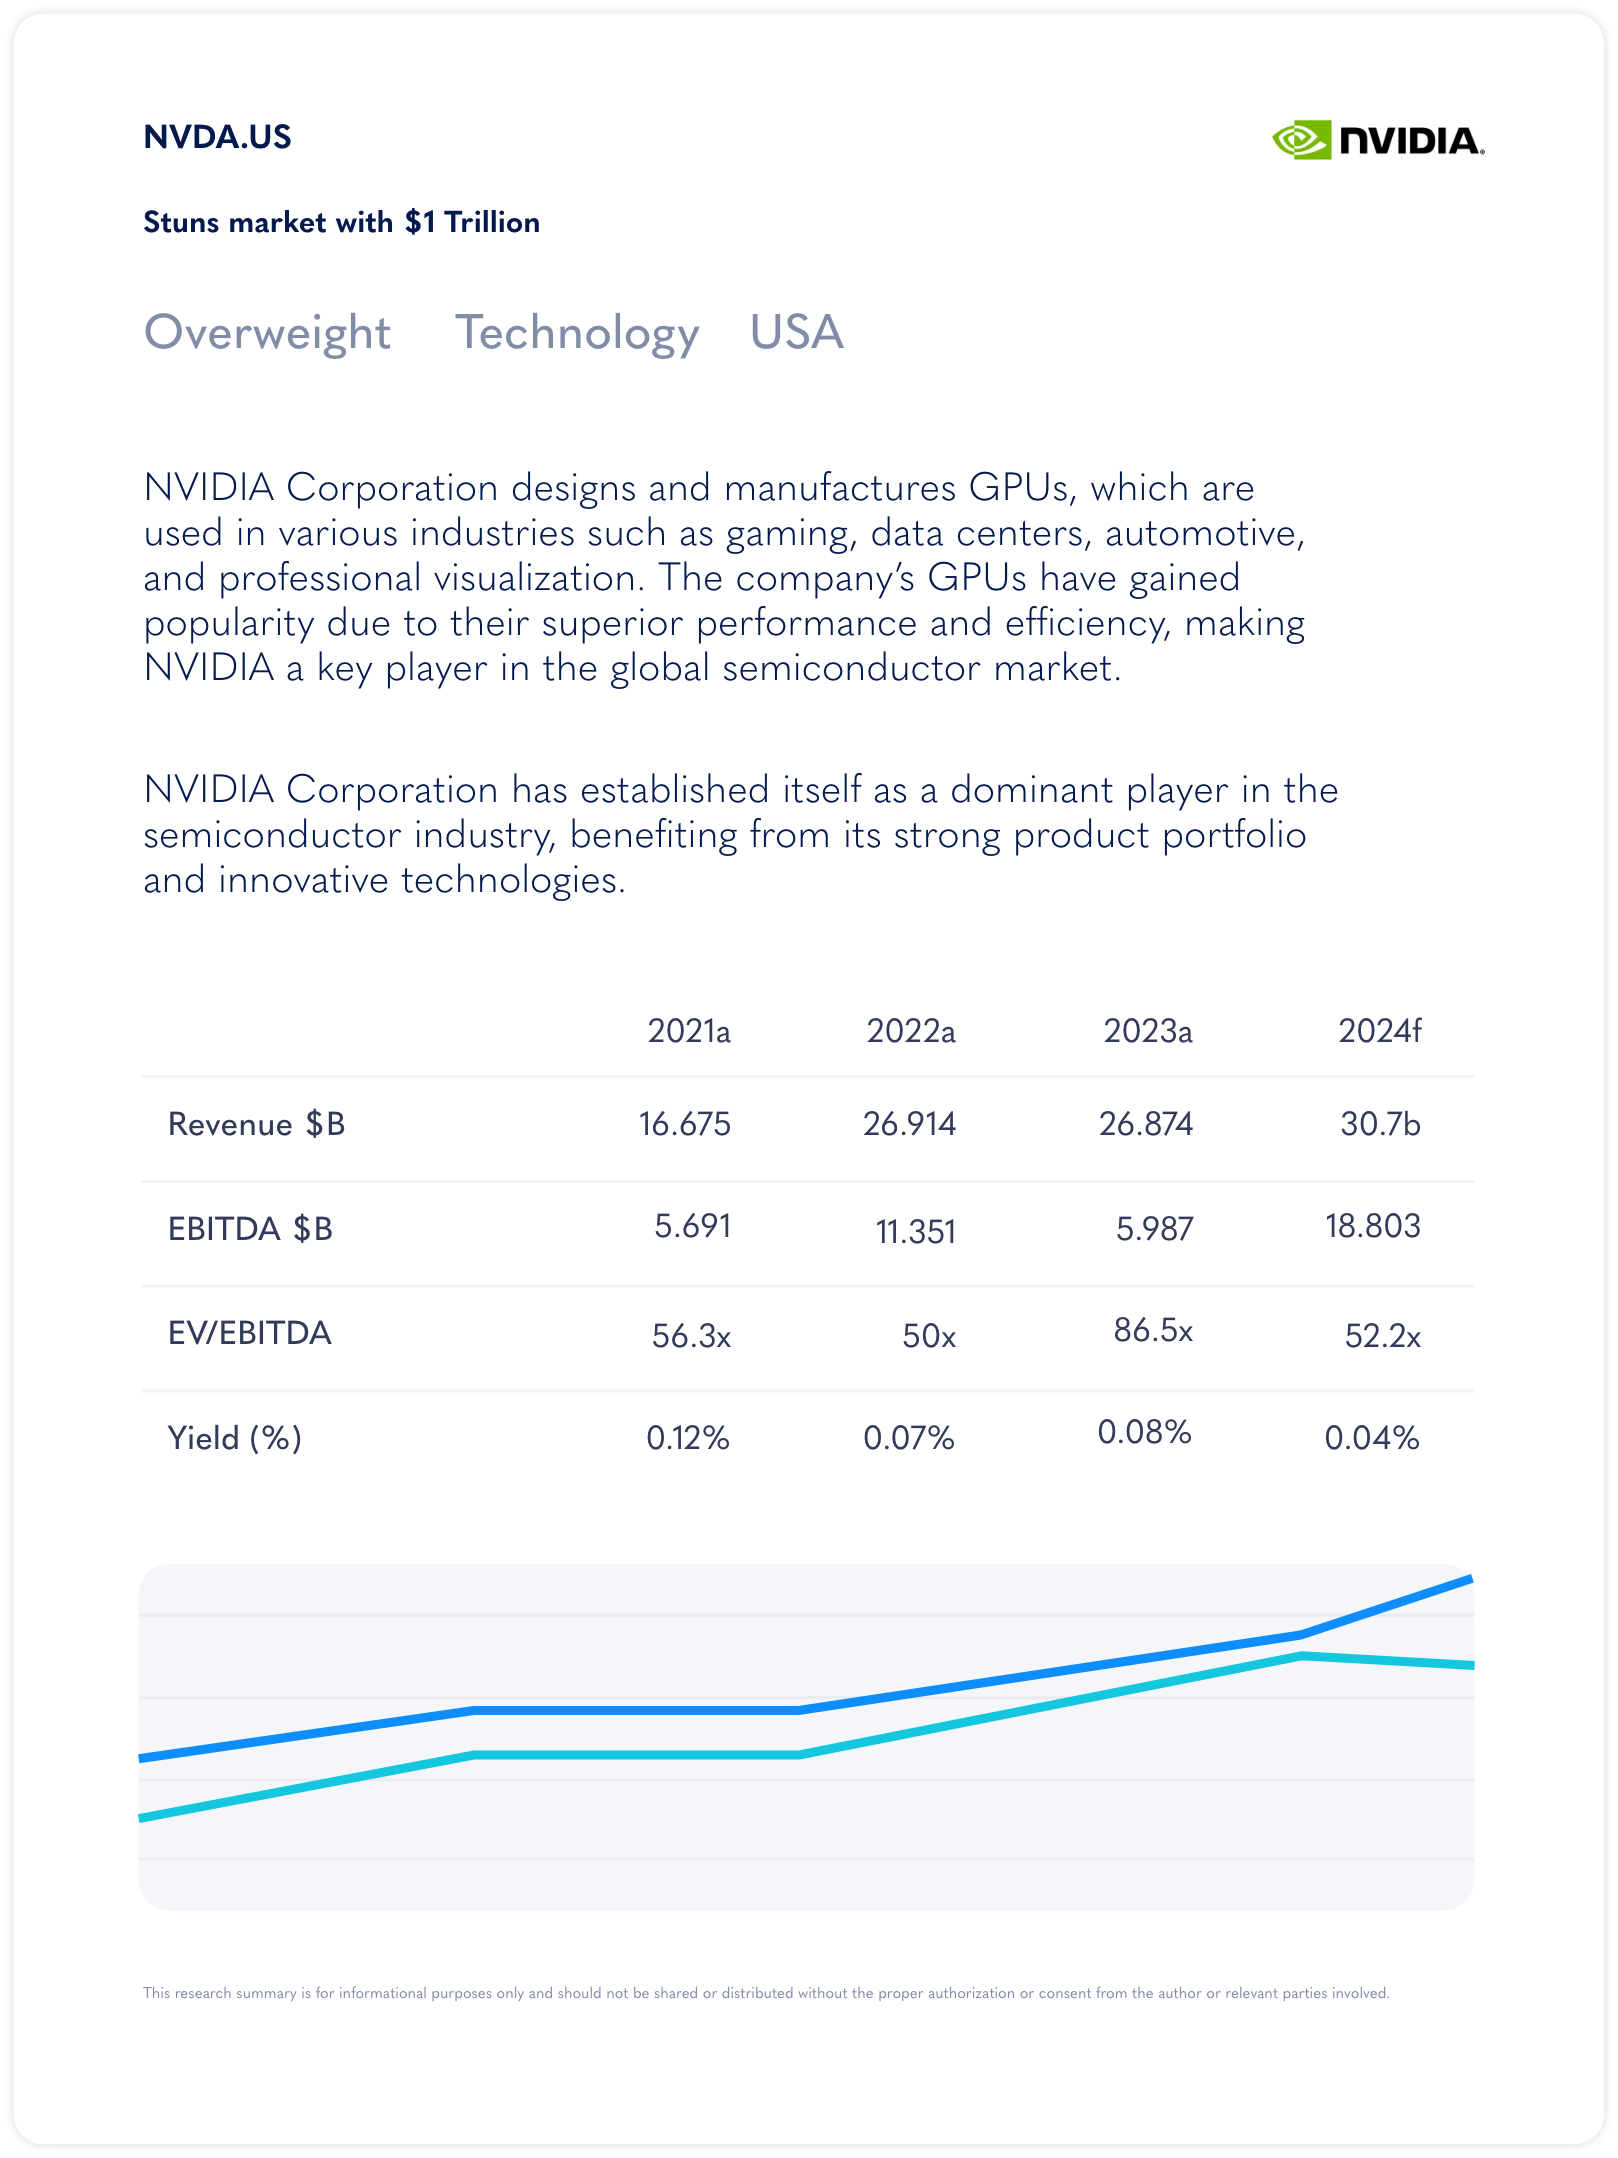 NVDA.US
NVIDIA.
Stuns market with $1 Trillion
Overweight Technology USA
NVIDIA Corporation designs and manufactures GPUs, which are
used in various industries such as gaming, data centers, automotive,
and professional visualization. The company’s GPUs have gained
popularity due to their superior performance and efficiency, making
NVIDIA a key player in the global semiconductor market.
NVIDIA Corporation has established itself as a dominant player in the
semiconductor industry, benefiting from its strong product portfolio
and innovative technologies.
2021a 2022a 2023a 2024f
Revenue $B 16.675 26.914 26.874 30.7b
EBITDA $B 5.691 11.351 5.987 18.803
EV/EBITDA 56.3x 50x 86.5x 52.2x
Yield (%) 0.12% 0.07% 0.08% 0.04%
This research summary is for informational purposes only and should not be shared or distributed without the proper authorization or consent from the author or relevant parties involved.